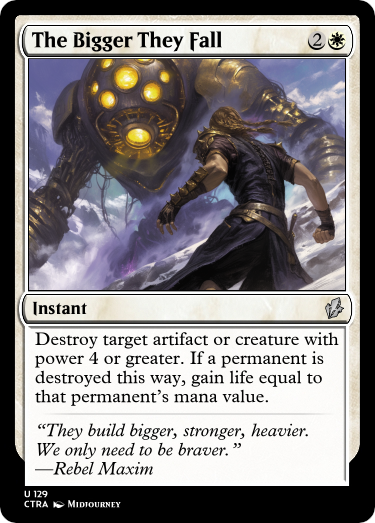 The Bigger They Fall 2
Instant
Destroy target artifact or creature with
power 4 or greater. If a permanent is
destroyed this way, gain life equal to
that permanent's mana value.
“They build bigger, stronger, heavier.
We only need to be braver.”
—Rebel Maxim
U 129
CTRA Midjourney